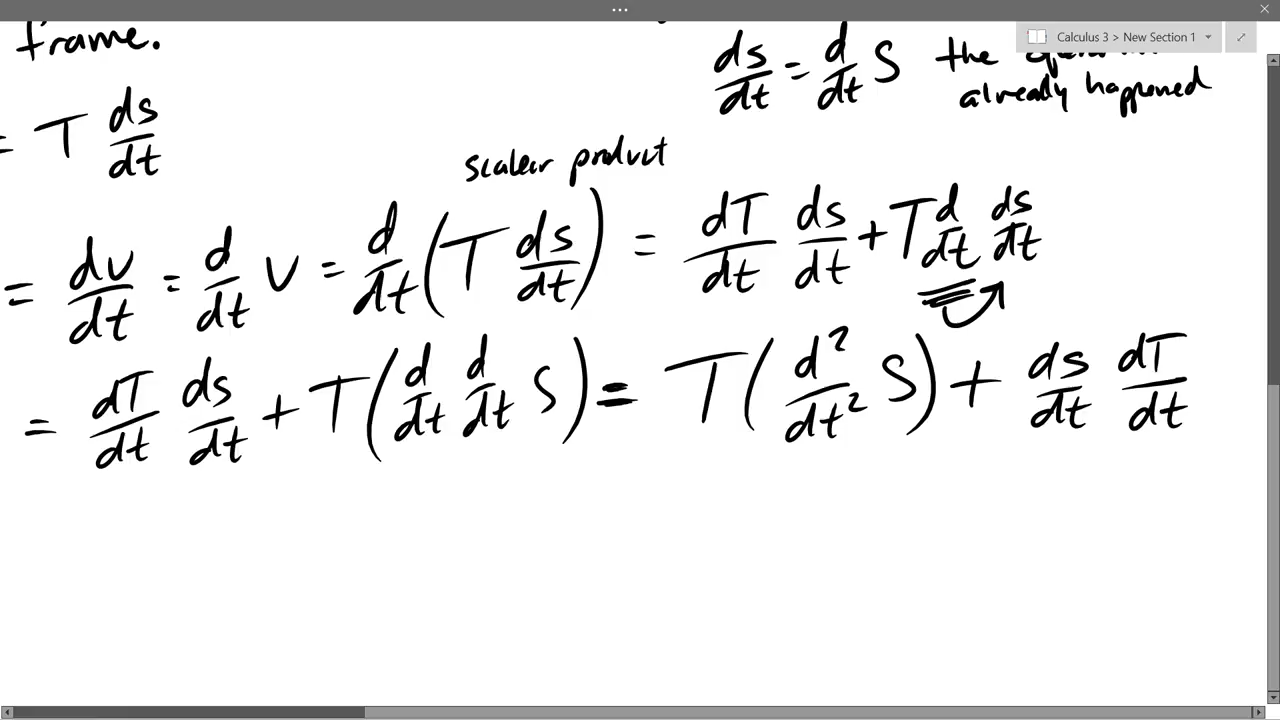 Calculus 3 > New Section 1
frame.
ds/dt = d/dt S the
already happened
= T ds/dt
scalar product
= dv/dt = d/dt v = d/dt (T ds/dt) = dT/dt ds/dt + T d/dt ds/dt
= dT/dt ds/dt + T (d/dt d/dt S) = T (d²/dt² S) + ds/dt dT/dt